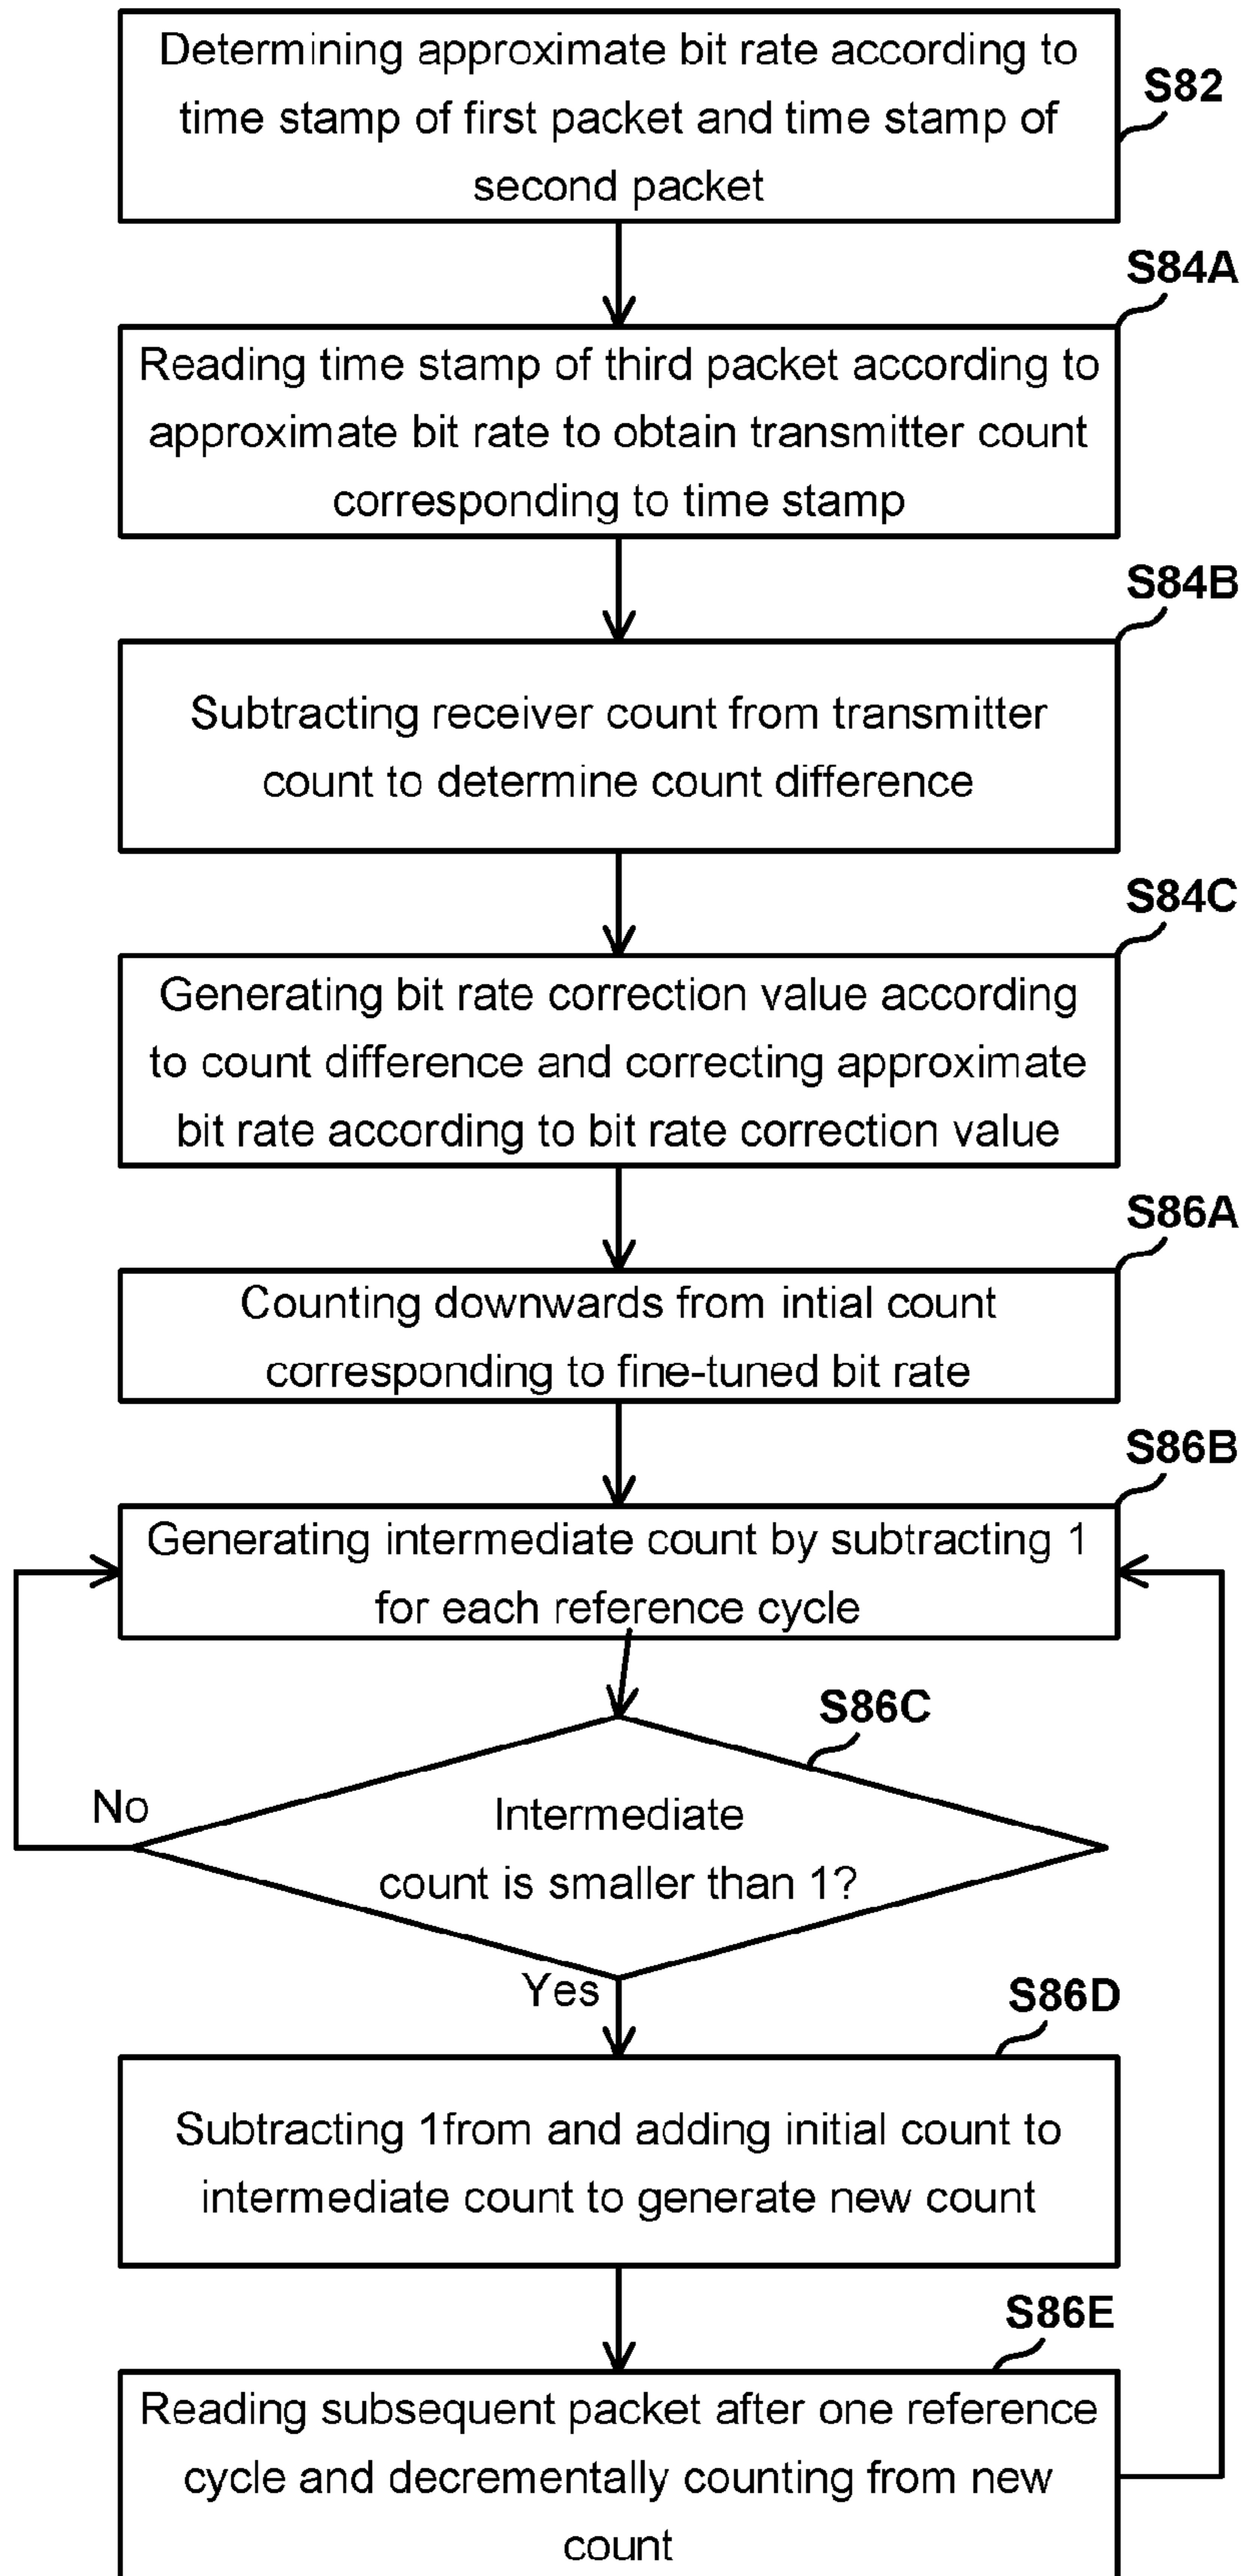 Determining approximate bit rate according to
time stamp of first packet and time stamp of
second packet
S82
S84A
Reading time stamp of third packet according to
approximate bit rate to obtain transmitter count
corresponding to time stamp
S84B
Subtracting receiver count from transmitter
count to determine count difference
S84C
Generating bit rate correction value according
to count difference and correcting approximate
bit rate according to bit rate correction value
S86A
Counting downwards from intial count
corresponding to fine-tuned bit rate
S86B
Generating intermediate count by subtracting 1
for each reference cycle
S86C
Intermediate
count is smaller than 1?
No
Yes
S86D
Subtracting 1from and adding initial count to
intermediate count to generate new count
S86E
Reading subsequent packet after one reference
cycle and decrementally counting from new
count